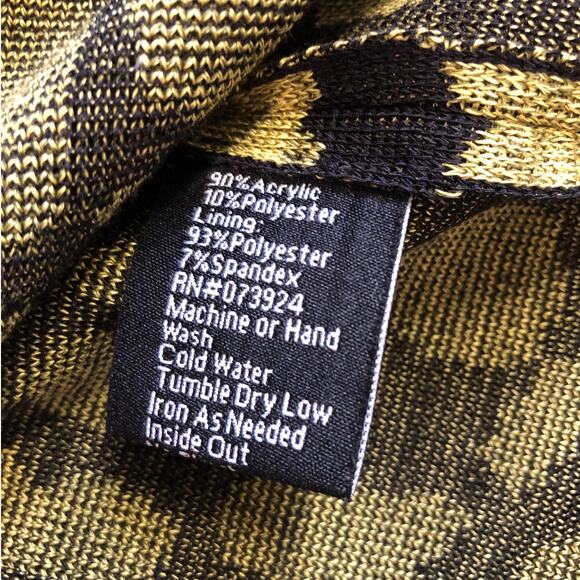 90%Acrylic
10%Polyester
Lining:
93%Polyester
7%Spandex
RN#073924
Machine or Hand
Wash
Cold Water
Tumble Dry Low
Iron As Needed
Inside Out